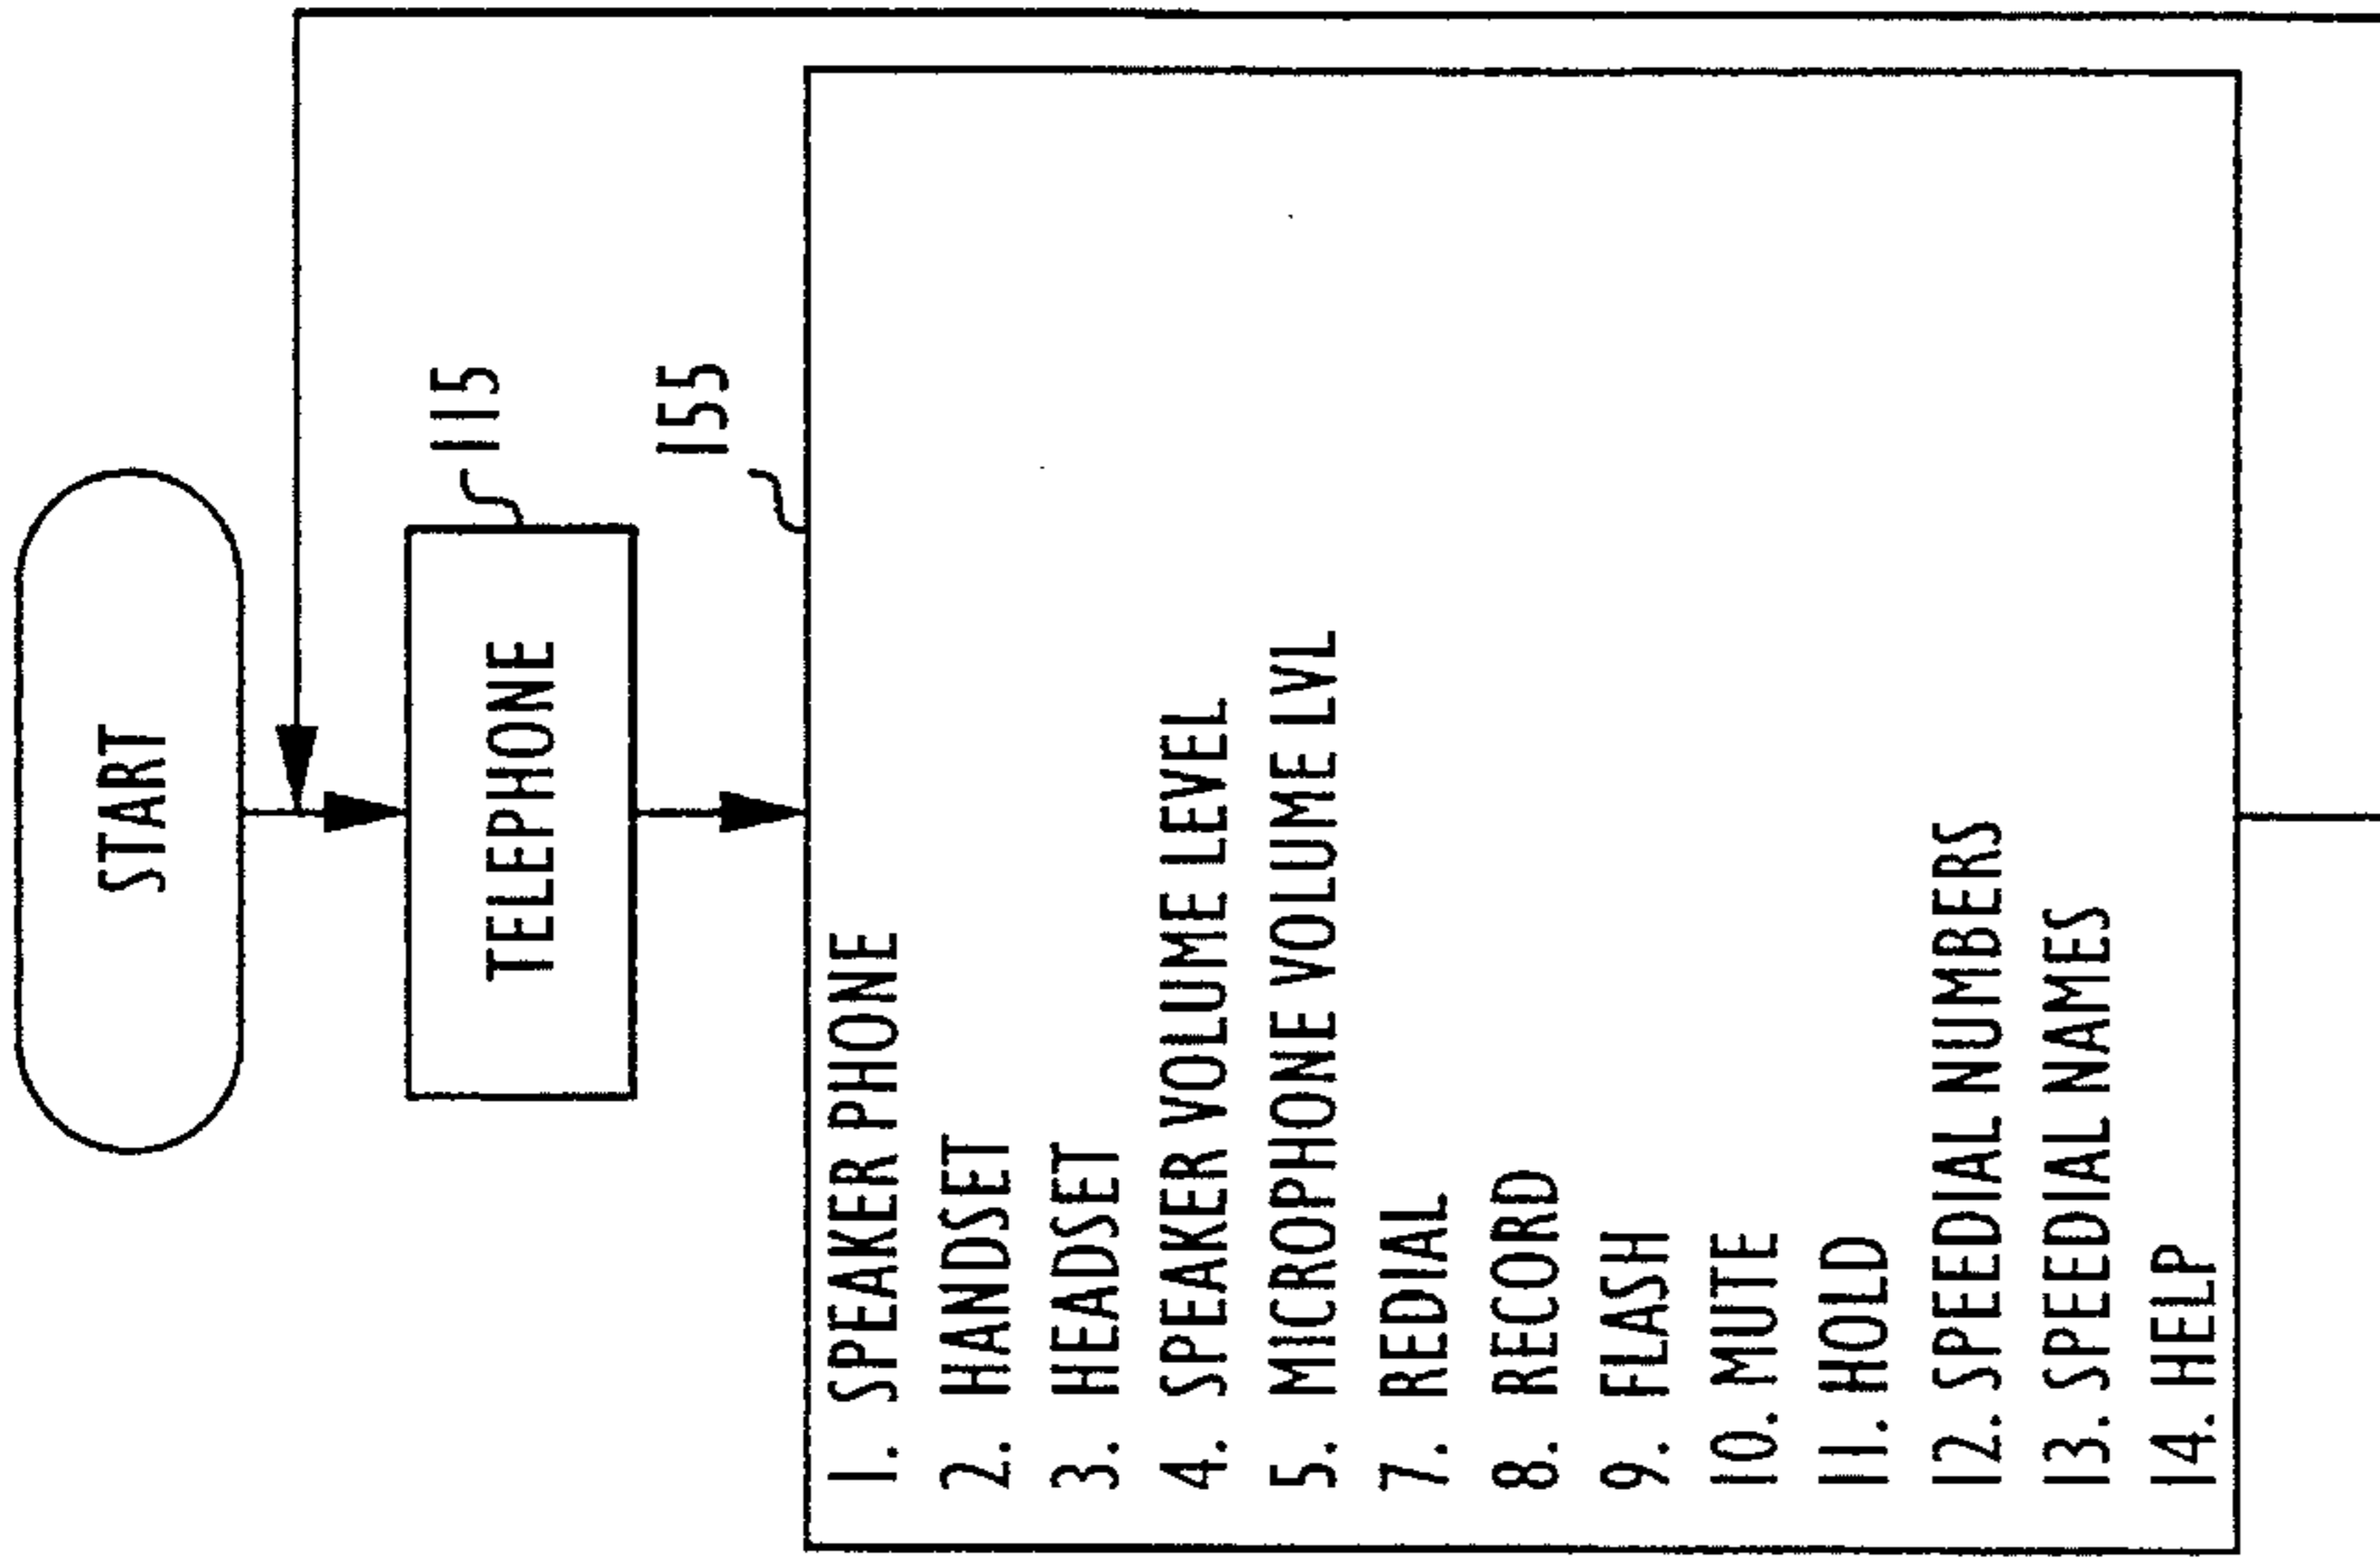 START
115
TELEPHONE
155
1. SPEAKER PHONE
2. HANDSET
3. HEADSET
4. SPEAKER VOLUME LEVEL
5. MICROPHONE VOLUME LVL
7. REDIAL
8. RECORD
9. FLASH
10. MUTE
11. HOLD
12. SPEEDIAL NUMBERS
13. SPEEDIAL NAMES
14. HELP